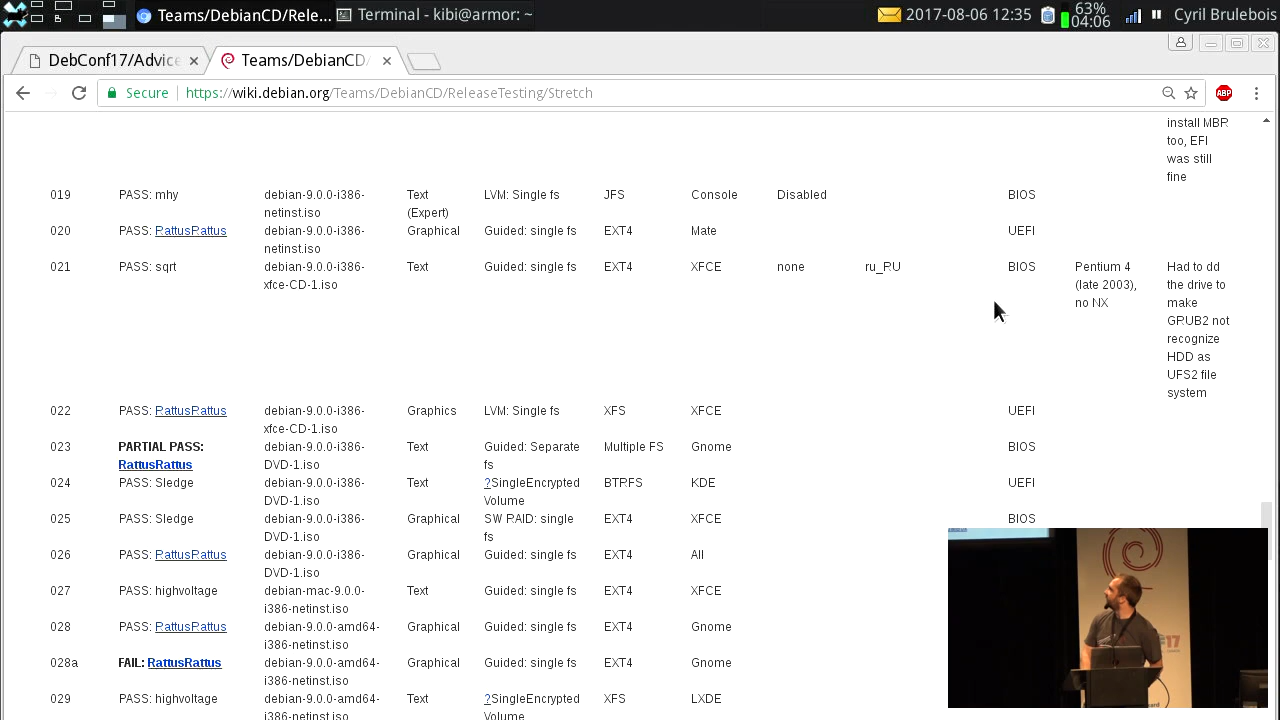 Teams/DebianCD/Rele... Terminal - kibi@armor: ~ 2017-08-06 12:35 63% 04:06 Cyril Brulebois
DebConf17/Advice Teams/DebianCD/
Secure https://wiki.debian.org/Teams/DebianCD/ReleaseTesting/Stretch ABP
install MBR
too, EFI
was still
fine
019 PASS: mhy debian-9.0.0-i386- Text LVM: Single fs JFS Console Disabled BIOS
netinst.iso (Expert)
020 PASS: RattusRattus debian-9.0.0-i386- Graphical Guided: single fs EXT4 Mate UEFI
netinst.iso
021 PASS: sqrt debian-9.0.0-i386- Text Guided: single fs EXT4 XFCE none ru_RU BIOS Pentium 4 Had to dd
xfce-CD-1.iso (late 2003), the drive to
no NX make
GRUB2 not
recognize
HDD as
UFS2 file
system
022 PASS: RattusRattus debian-9.0.0-i386- Graphics LVM: Single fs XFS XFCE UEFI
xfce-CD-1.iso
023 PARTIAL PASS: debian-9.0.0-i386- Text Guided: Separate Multiple FS Gnome BIOS
RattusRattus DVD-1.iso fs
024 PASS: Sledge debian-9.0.0-i386- Text ?SingleEncrypted BTRFS KDE UEFI
DVD-1.iso Volume
025 PASS: Sledge debian-9.0.0-i386- Graphical SW RAID: single EXT4 XFCE BIOS
DVD-1.iso fs
026 PASS: RattusRattus debian-9.0.0-i386- Graphical Guided: single fs EXT4 All
DVD-1.iso
027 PASS: highvoltage debian-mac-9.0.0- Text Guided: single fs EXT4 XFCE
i386-netinst.iso
028 PASS: RattusRattus debian-9.0.0-amd64- Graphical Guided: single fs EXT4 Gnome
i386-netinst.iso
028a FAIL: RattusRattus debian-9.0.0-amd64- Graphical Guided: single fs EXT4 Gnome
i386-netinst.iso
029 PASS: highvoltage debian-9.0.0-amd64- Text ?SingleEncrypted XFS LXDE
i386-netinst.iso Volume